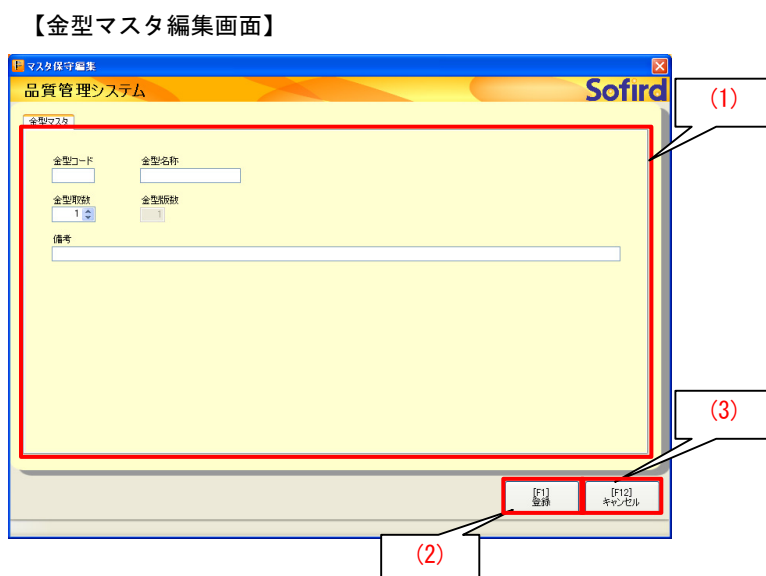 【金型マスタ編集画面】
マスタ保守編集
品質管理システム
Sofird
(1)
金型マスタ
金型コード 金型名称
金型取数 金型版数
1 1
備考
(3)
[F1] [F12]
登録 キャンセル
(2)